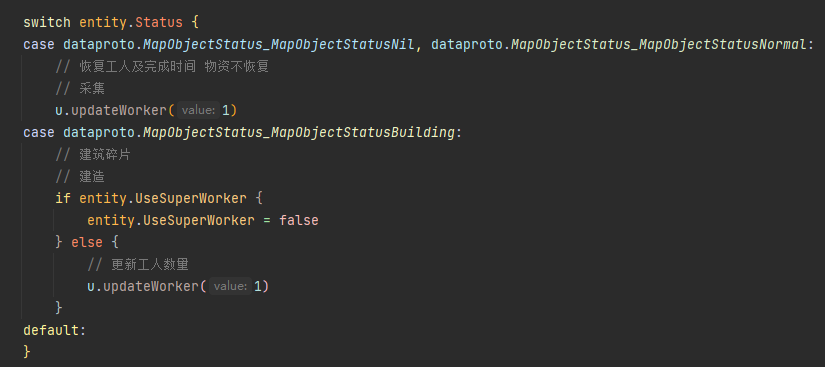 switch entity.Status {
case dataproto.MapObjectStatus_MapObjectStatusNil, dataproto.MapObjectStatus_MapObjectStatusNormal:
// 恢复工人及完成时间 物资不恢复
// 采集
u.updateWorker( value: 1)
case dataproto.MapObjectStatus_MapObjectStatusBuilding:
// 建筑碎片
// 建造
if entity.UseSuperWorker {
entity.UseSuperWorker = false
} else {
// 更新工人数量
u.updateWorker( value: 1)
}
default:
}